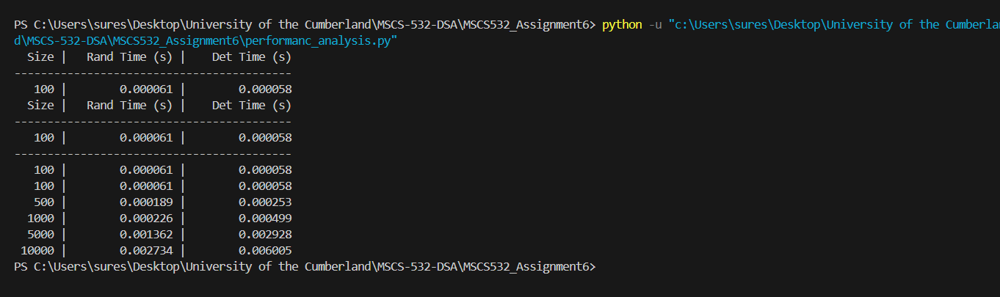 PS C:\Users\sures\Desktop\University of the Cumberland\MSCS-532-DSA\MSCS532_Assignment6> python -u "c:\Users\sures\Desktop\University of the Cumberlan
d\MSCS-532-DSA\MSCS532_Assignment6\performanc_analysis.py"
  Size |   Rand Time (s) |    Det Time (s)
------------------------------------------
   100 |        0.000061 |        0.000058
  Size |   Rand Time (s) |    Det Time (s)
------------------------------------------
   100 |        0.000061 |        0.000058
------------------------------------------
   100 |        0.000061 |        0.000058
   100 |        0.000061 |        0.000058
   500 |        0.000189 |        0.000253
  1000 |        0.000226 |        0.000499
  5000 |        0.001362 |        0.002928
 10000 |        0.002734 |        0.006005
PS C:\Users\sures\Desktop\University of the Cumberland\MSCS-532-DSA\MSCS532_Assignment6>